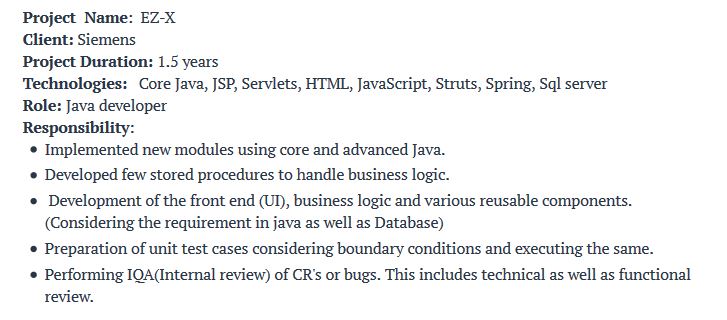 Project Name: EZ-X
Client: Siemens
Project Duration: 1.5 years
Technologies: Core Java, JSP, Servlets, HTML, JavaScript, Struts, Spring, Sql server
Role: Java developer
Responsibility:
• Implemented new modules using core and advanced Java.
• Developed few stored procedures to handle business logic.
• Development of the front end (UI), business logic and various reusable components.
(Considering the requirement in java as well as Database)
• Preparation of unit test cases considering boundary conditions and executing the same.
• Performing IQA(Internal review) of CR's or bugs. This includes technical as well as functional
review.